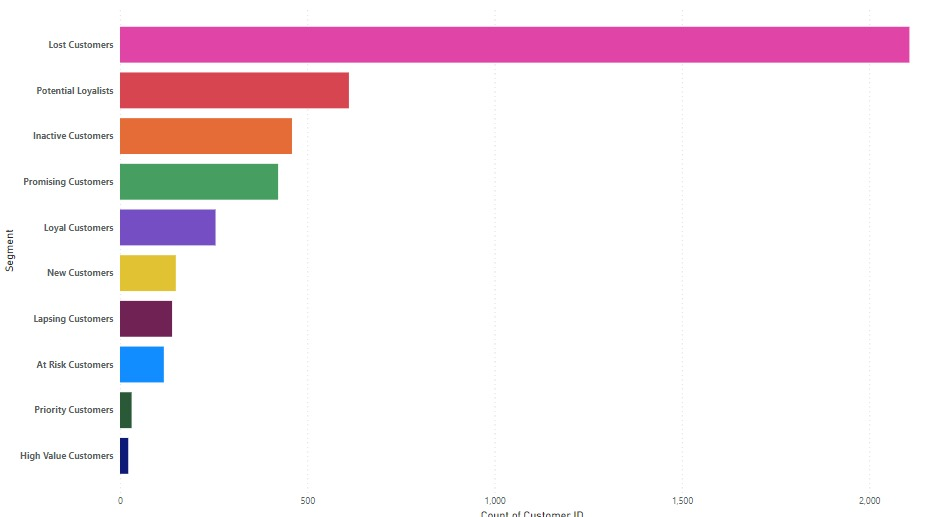 Lost Customers
Potential Loyalists
Inactive Customers
Promising Customers
Loyal Customers
New Customers
Lapsing Customers
At Risk Customers
Priority Customers
High Value Customers
Segment
0 500 1,000 1,500 2,000
Count of Customer ID